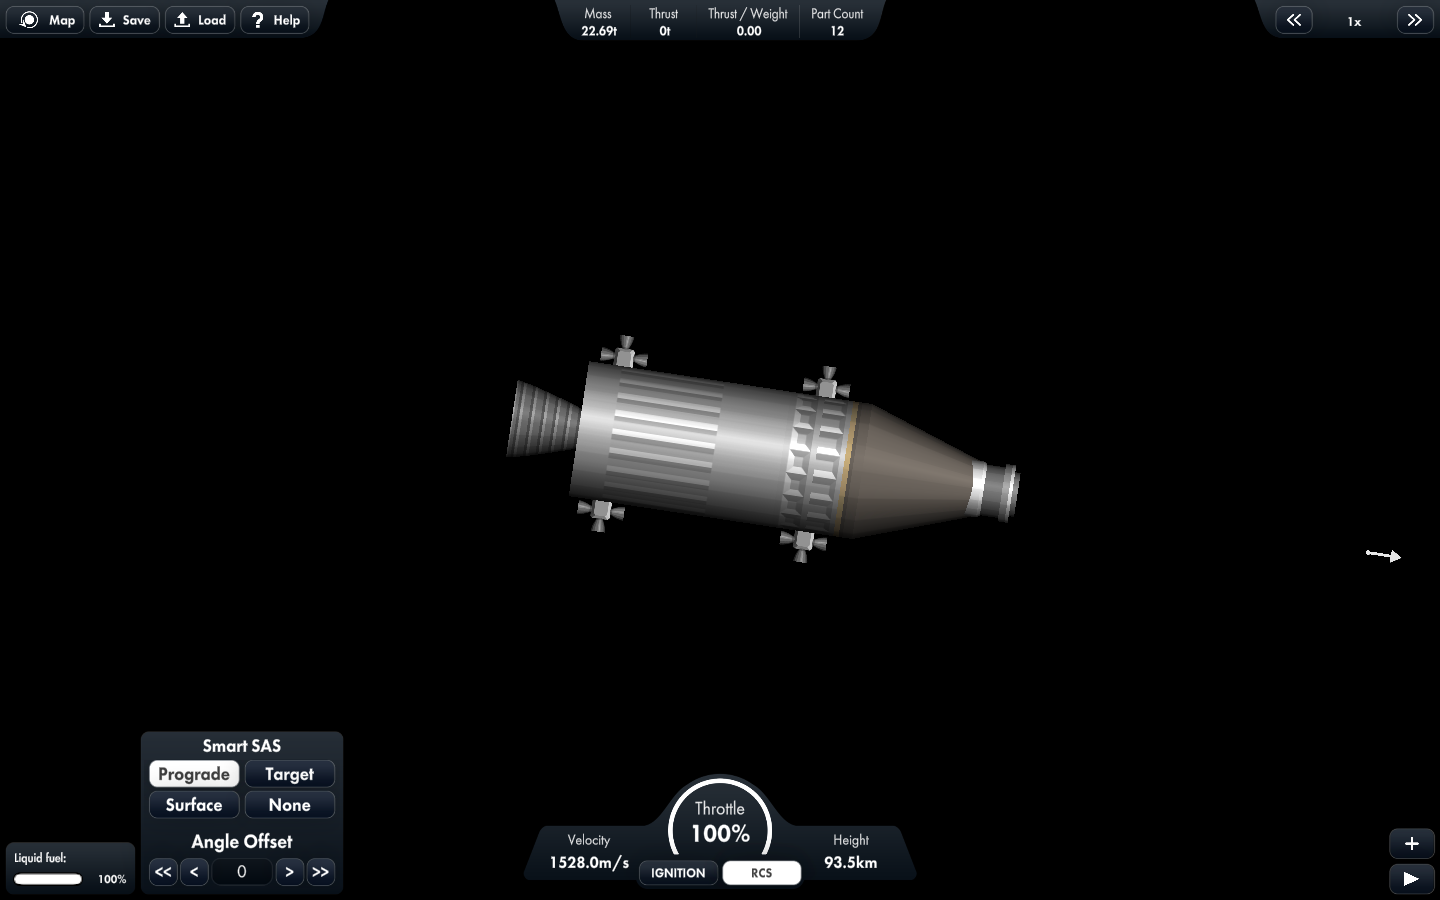 Map
Save
Load
Help
Mass
22.69t
Thrust
0t
Thrust / Weight
0.00
Part Count
12
1x
Smart SAS
Prograde
Target
Surface
None
Angle Offset
<<
<
0
>
>>
Liquid fuel:
100%
Throttle
100%
Velocity
1528.0m/s
Height
93.5km
IGNITION
RCS